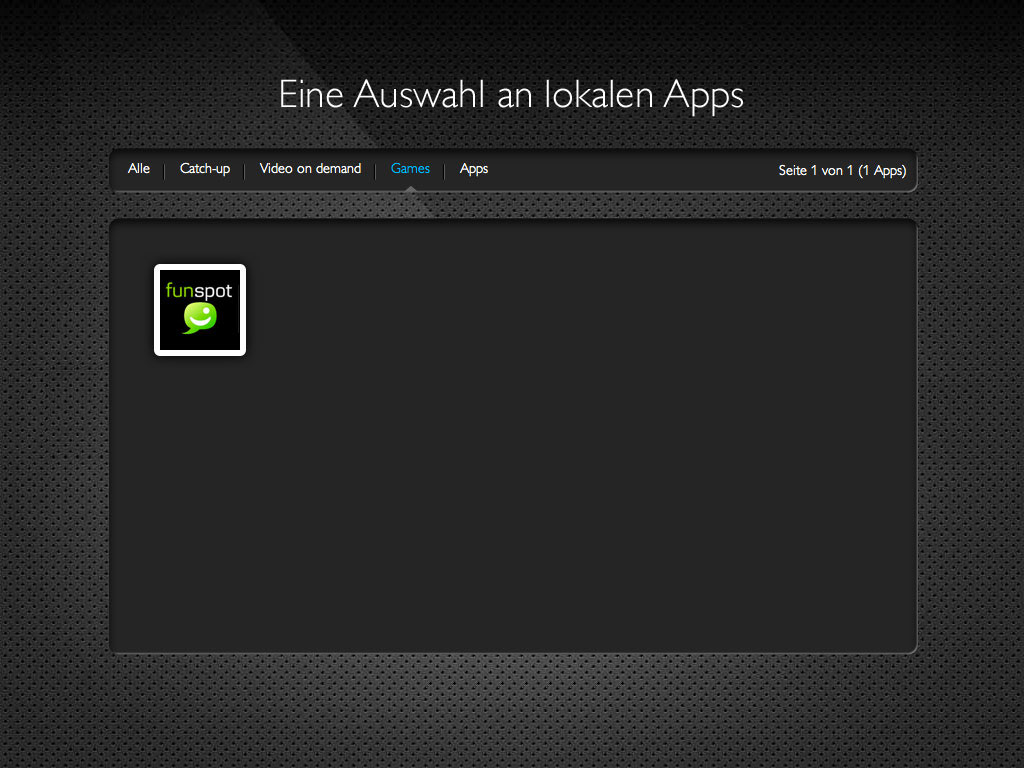 Eine Auswahl an lokalen Apps
Alle Catch-up Video on demand Games Apps Seite 1 von 1 (1 Apps)
funspot